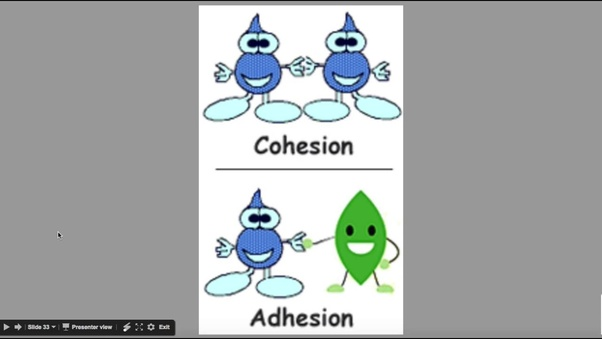 Cohesion
Adhesion
Slide 33
Presenter view
Exit